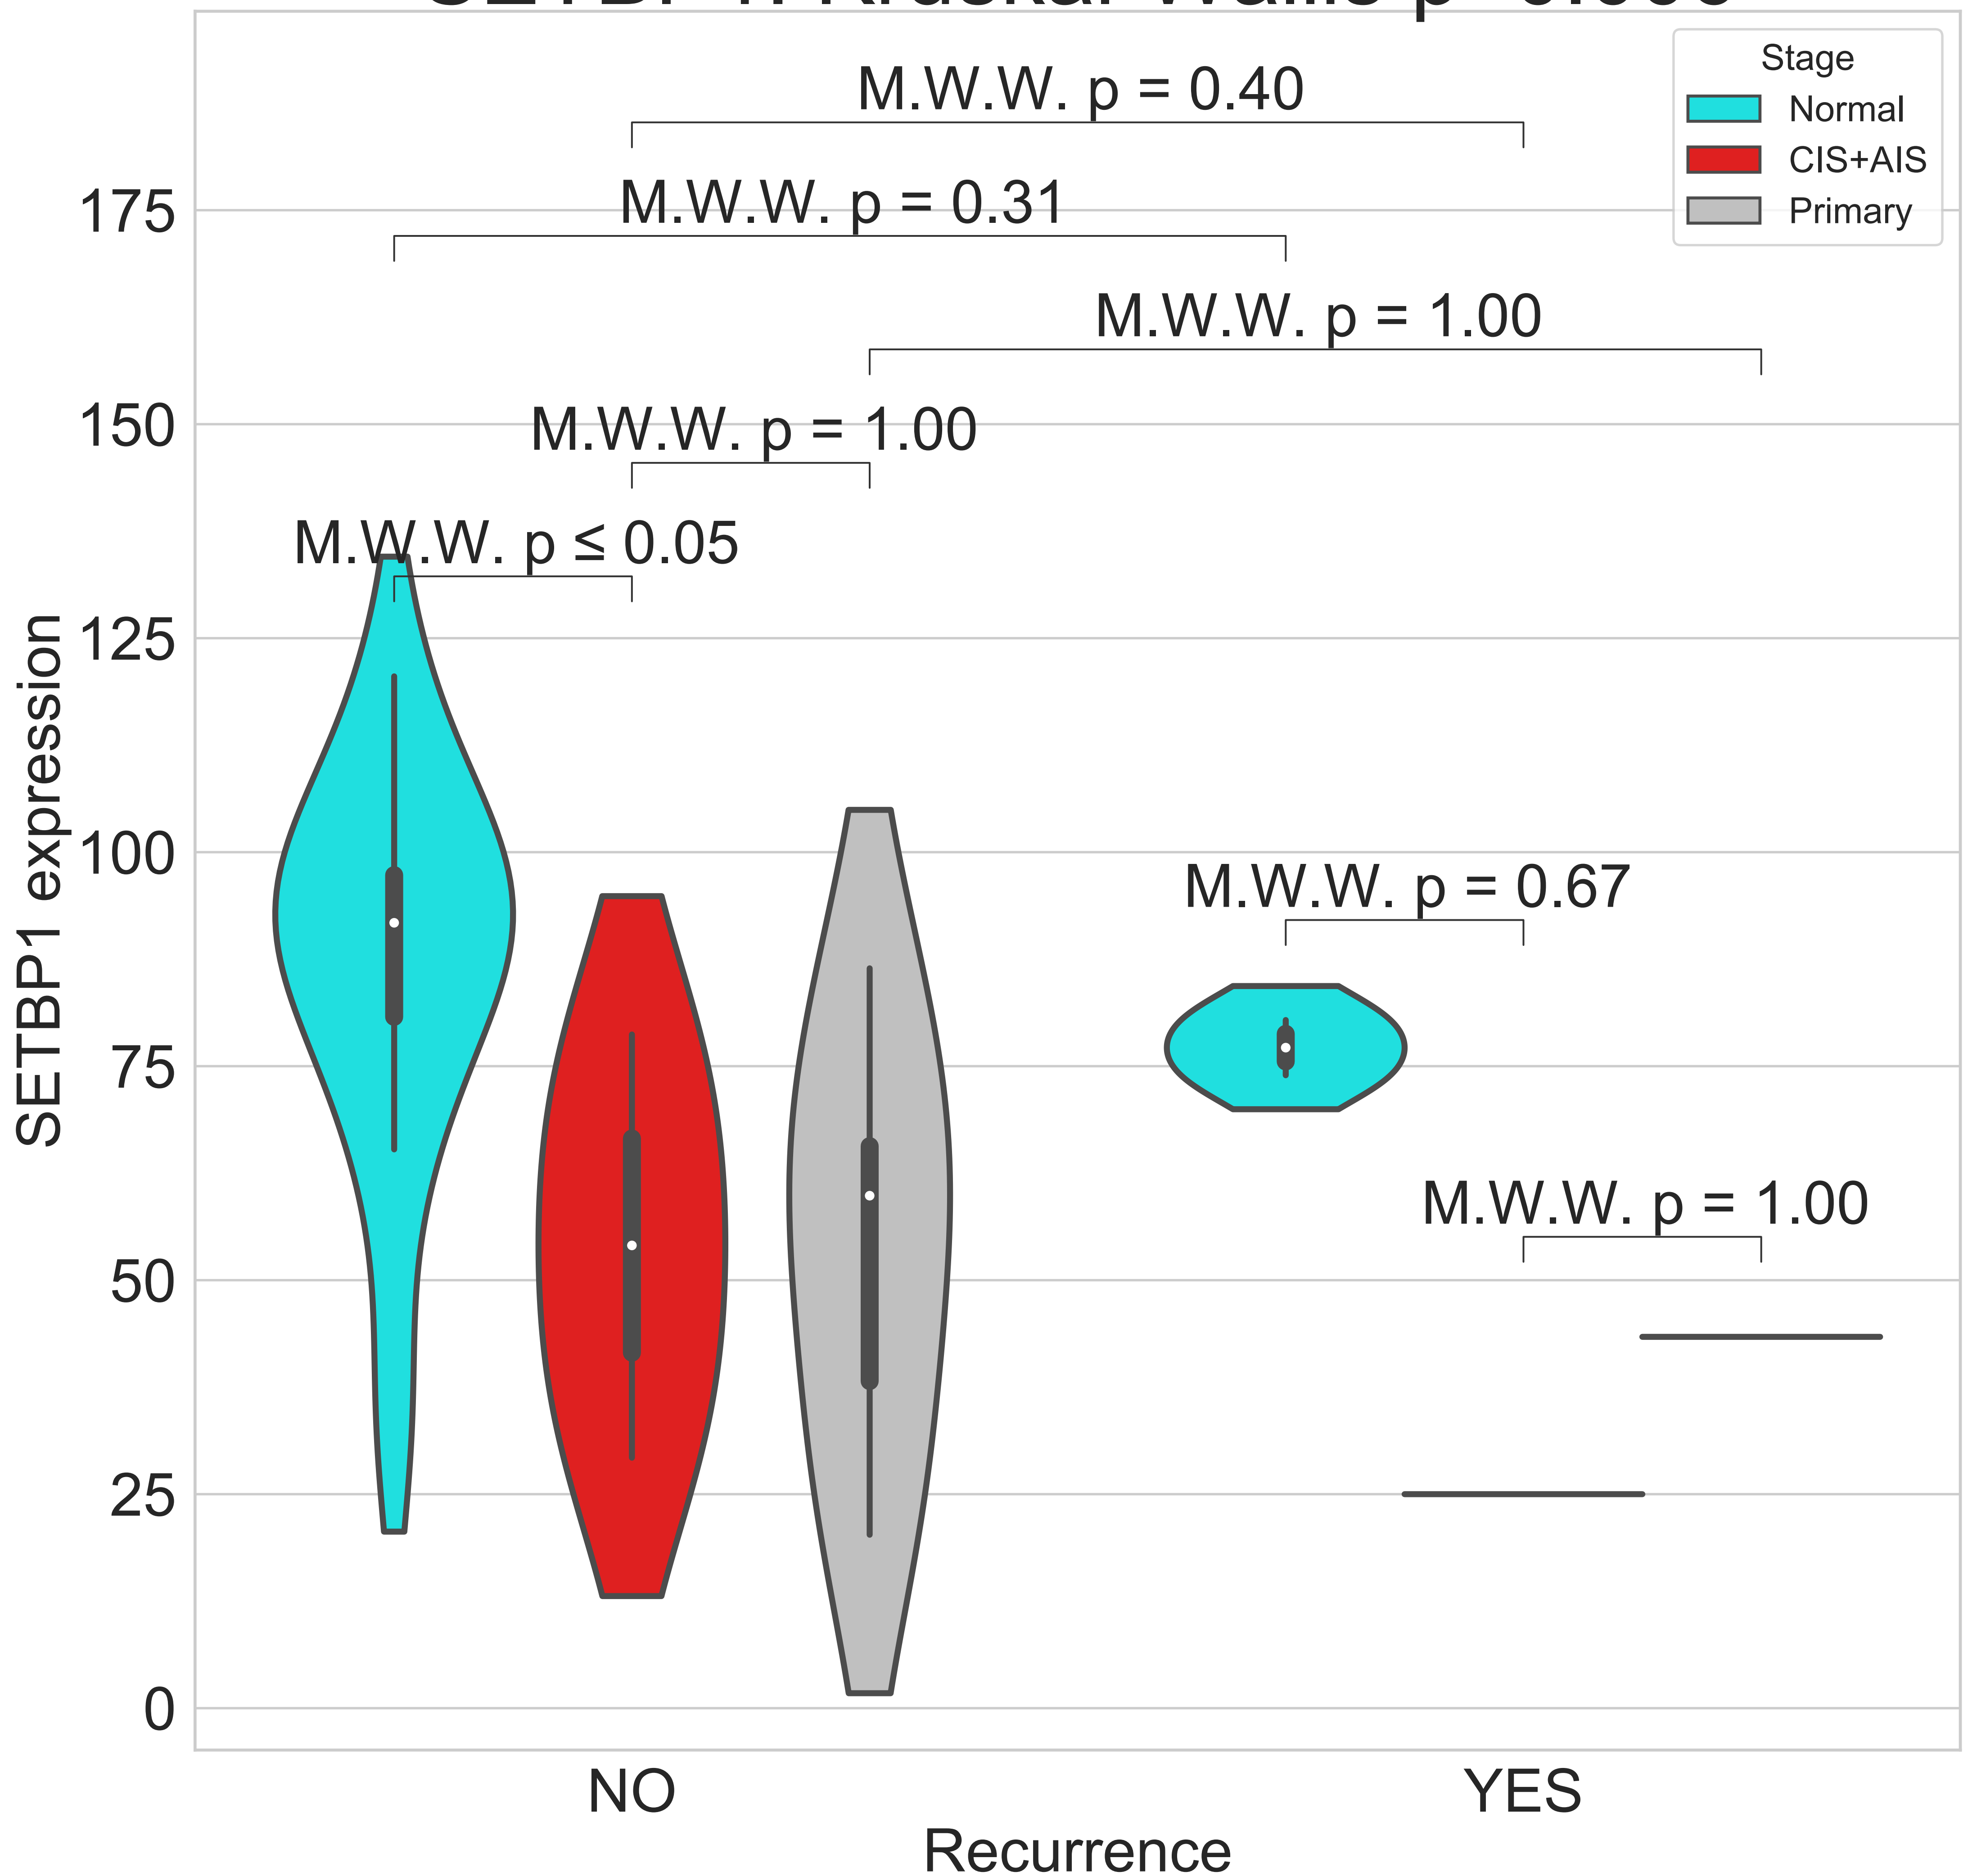 Stage
Normal
CIS+AIS
Primary
M.W.W. p = 0.40
M.W.W. p = 0.31
M.W.W. p = 1.00
M.W.W. p = 1.00
M.W.W. p ≤ 0.05
M.W.W. p = 0.67
M.W.W. p = 1.00
175
150
125
100
75
50
25
0
SETBP1 expression
NO
YES
Recurrence